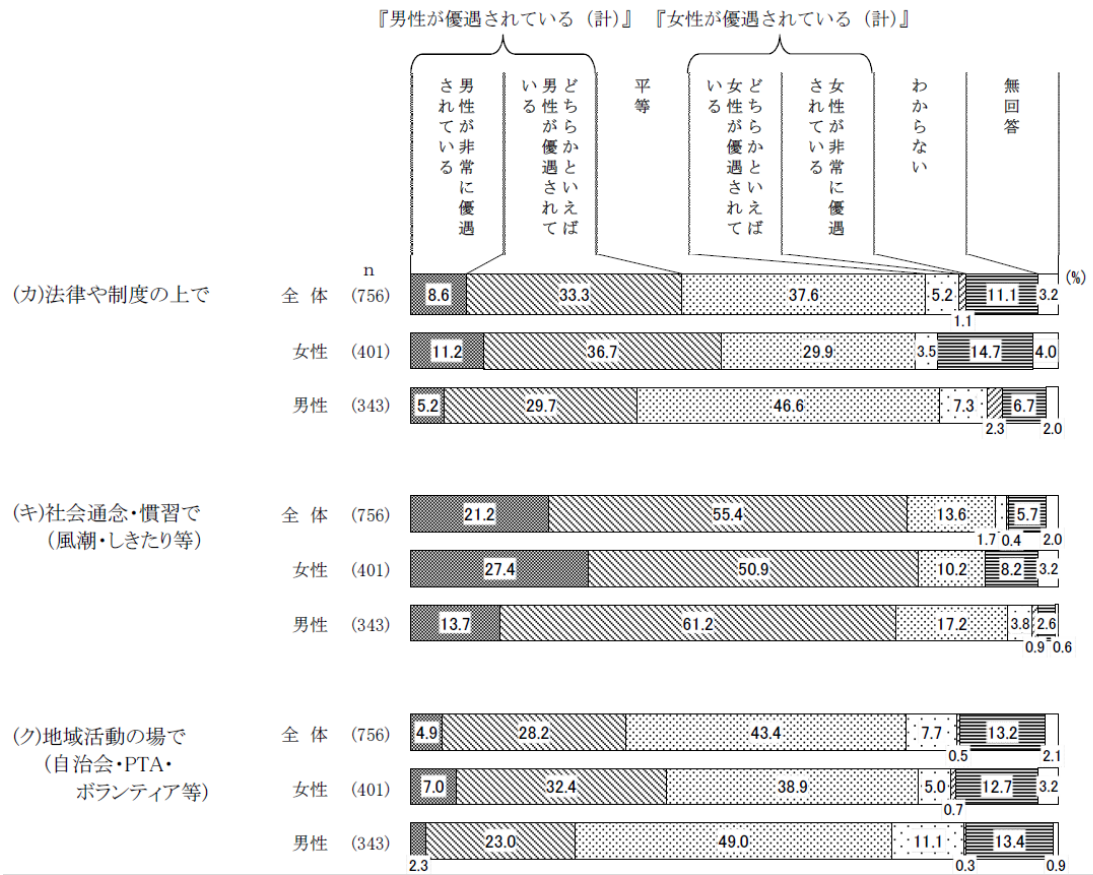 『男性が優遇されている（計）』 『女性が優遇されている（計）』
男性が非常に優遇されている
どちらかといえば男性が優遇されている
平等
どちらかといえば女性が優遇されている
女性が非常に優遇されている
わからない
無回答
n
(%)
(カ)法律や制度の上で
全 体 (756) 8.6 33.3 37.6 5.2 1.1 11.1 3.2
女性 (401) 11.2 36.7 29.9 3.5 14.7 4.0
男性 (343) 5.2 29.7 46.6 7.3 2.3 6.7 2.0
(キ)社会通念・慣習で
（風潮・しきたり等）
全 体 (756) 21.2 55.4 13.6 1.7 0.4 5.7 2.0
女性 (401) 27.4 50.9 10.2 8.2 3.2
男性 (343) 13.7 61.2 17.2 3.8 0.9 2.6 0.6
(ク)地域活動の場で
（自治会・PTA・
ボランティア等）
全 体 (756) 4.9 28.2 43.4 7.7 0.5 13.2 2.1
女性 (401) 7.0 32.4 38.9 5.0 0.7 12.7 3.2
男性 (343) 2.3 23.0 49.0 11.1 0.3 13.4 0.9